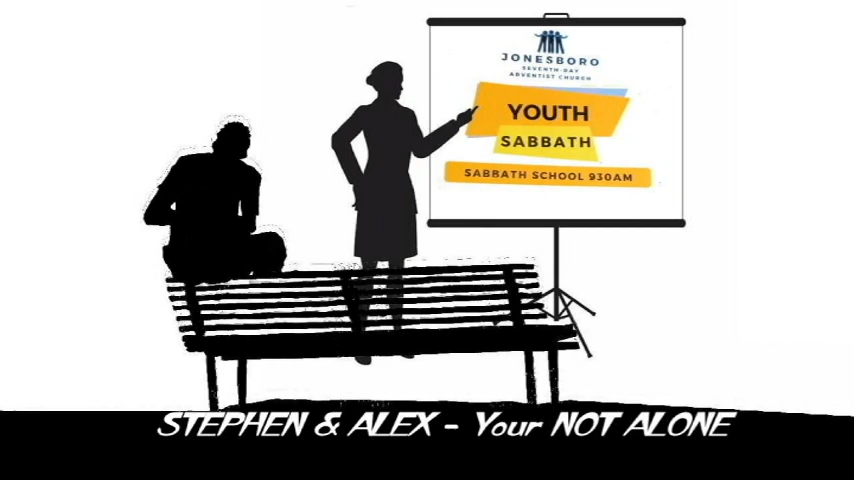 JONESBORO
SEVENTH-DAY
ADVENTIST CHURCH
YOUTH
SABBATH
SABBATH SCHOOL 930AM
STEPHEN & ALEX - Your NOT ALONE